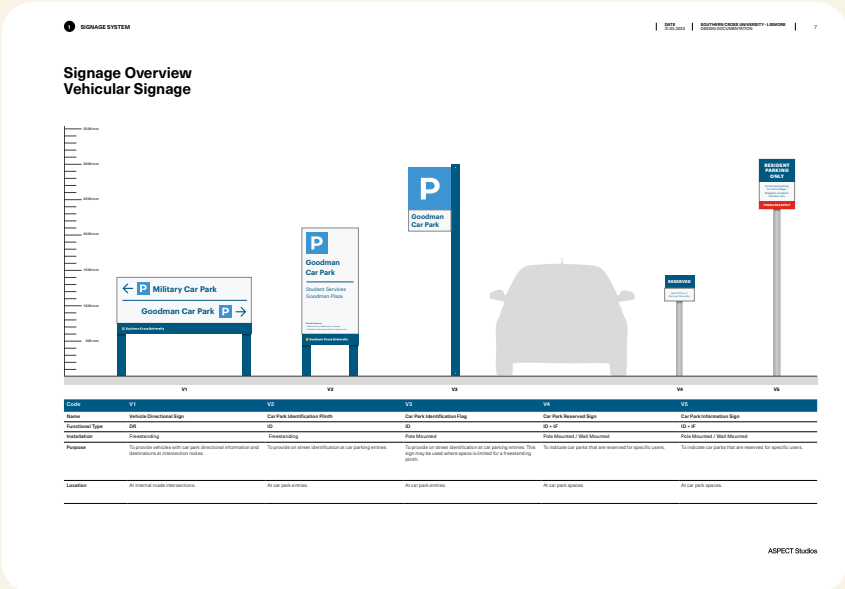 1 SIGNAGE SYSTEM
DATE
31.03.2023
SOUTHERN CROSS UNIVERSITY - LISMORE
DESIGN DOCUMENTATION
7
Signage Overview
Vehicular Signage
3500mm
3000mm
2500mm
2000mm
1500mm
1000mm
500mm
← P Military Car Park
Goodman Car Park P →
Southern Cross University
P
Goodman
Car Park
Student Services
Goodman Plaza
Southern Cross University
P
Goodman
Car Park
RESERVED
RESIDENT
PARKING
ONLY
V1 V2 V3 V4 V5
Code V1 V2 V3 V4 V5
Name Vehicle Directional Sign Car Park Identification Plinth Car Park Identification Flag Car Park Reserved Sign Car Park Information Sign
Functional Type DR ID ID ID + IF ID + IF
Installation Freestanding Freestanding Pole Mounted Pole Mounted / Wall Mounted Pole Mounted / Wall Mounted
Purpose To provide vehicles with car park directional information and destinations at intersection nodes. To provide on street identification at car parking entries. To provide on street identification at car parking entries. This sign may be used where space is limited for a freestanding plinth. To indicate car parks that are reserved for specific users. To indicate car parks that are reserved for specific users.
Location At internal roads intersections. At car park entries. At car park entries. At car park spaces. At car park spaces.
ASPECT Studios